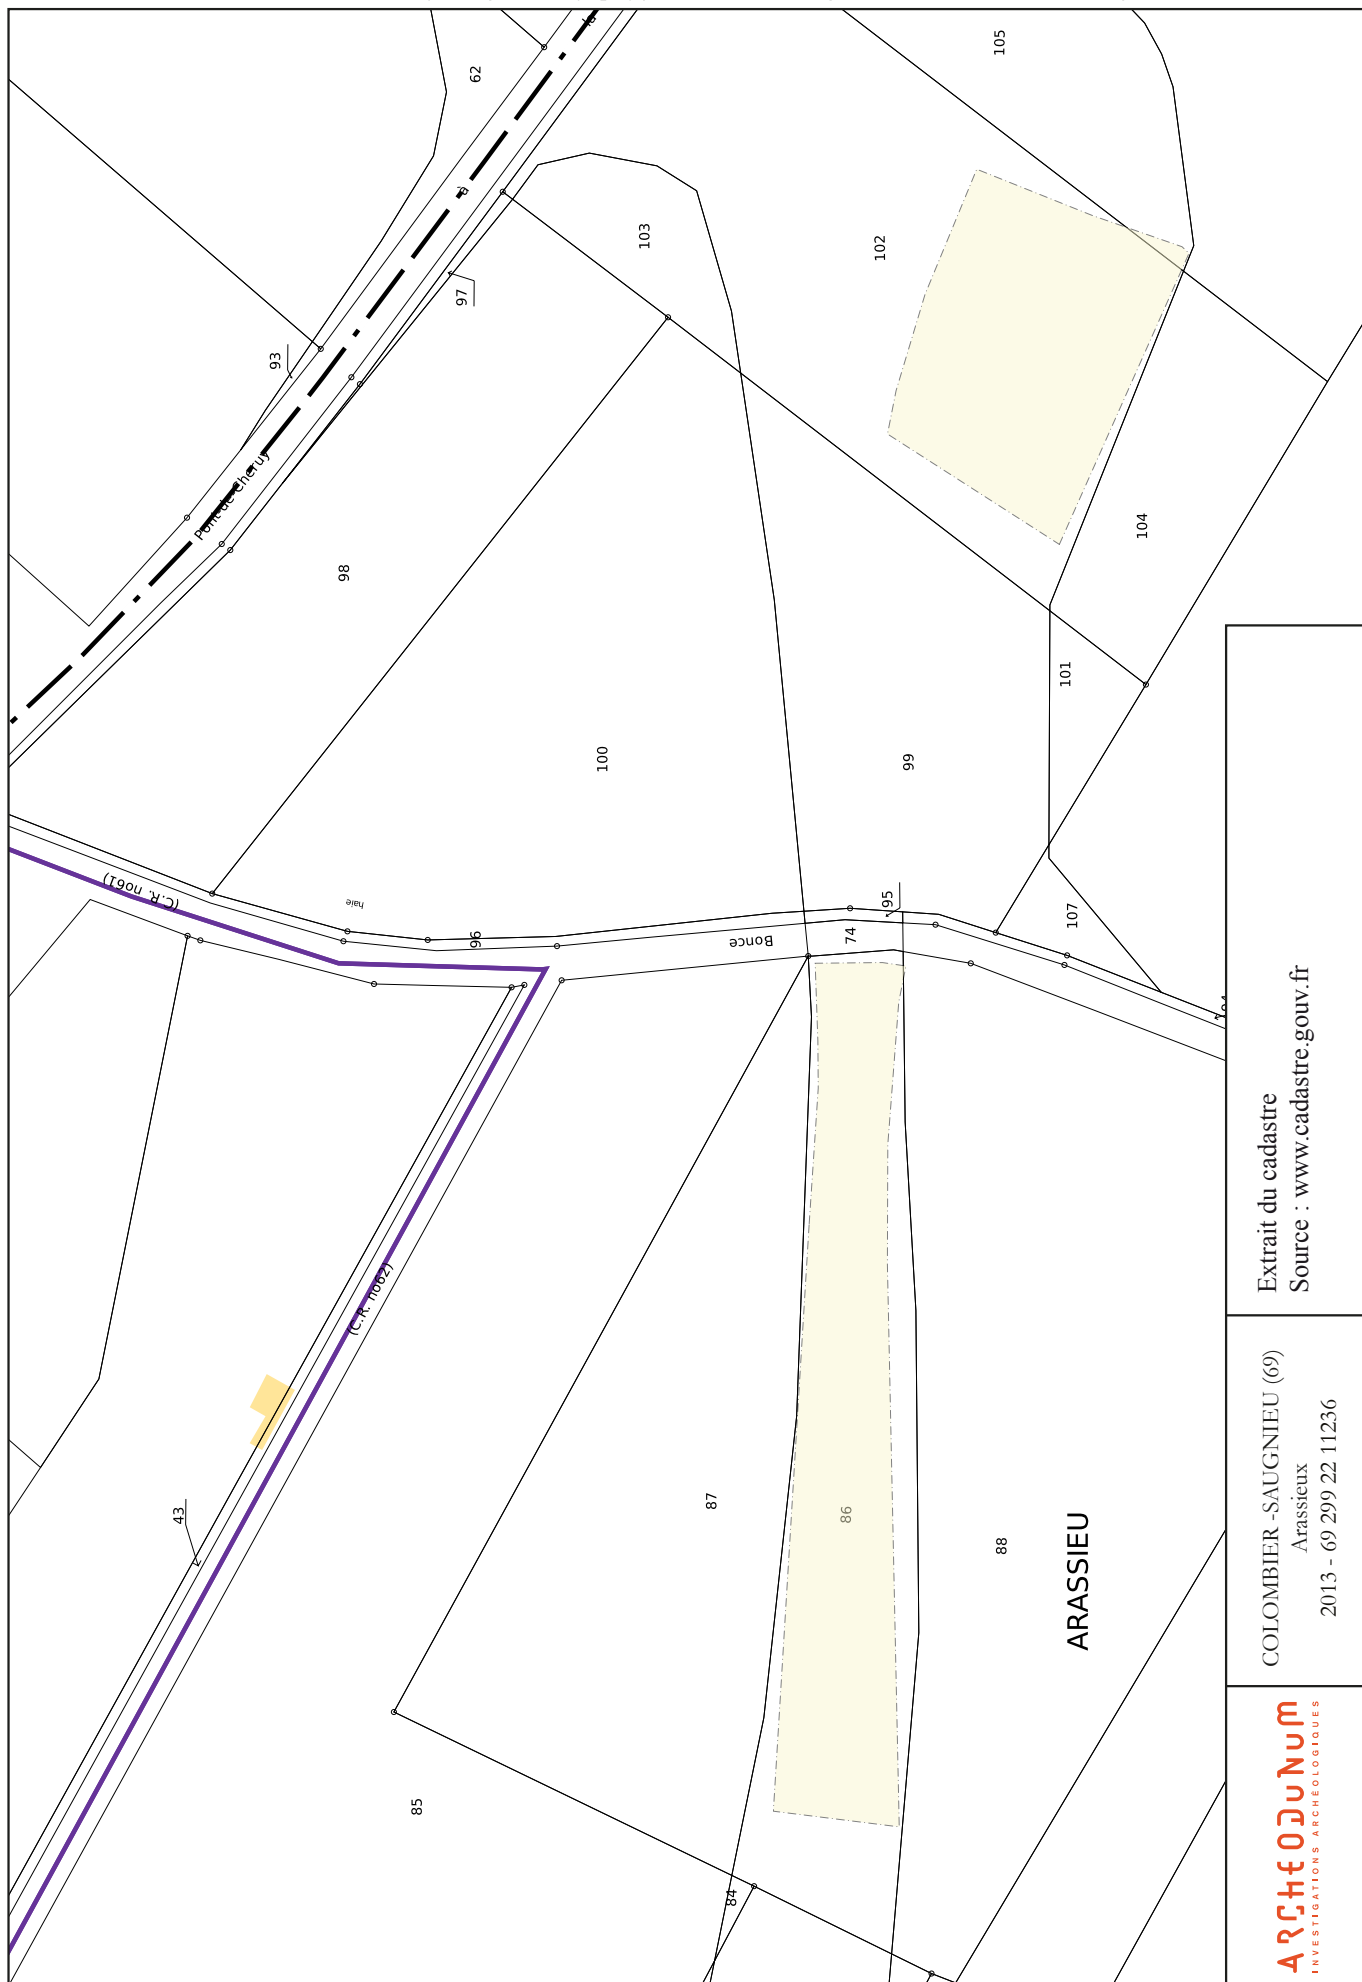 62
105
103
102
97
93
Pont-de-Cheruy
98
104
101
100
99
(C.R. no61)
haie
96
Bonce
74
95
107
(C.R. no62)
43
87
86
88
ARASSIEU
85
84
Extrait du cadastre
Source : www.cadastre.gouv.fr
COLOMBIER -SAUGNIEU (69)
Arassieux
2013 - 69 299 22 11236
ARCHEODUNUM
INVESTIGATIONS ARCHÉOLOGIQUES